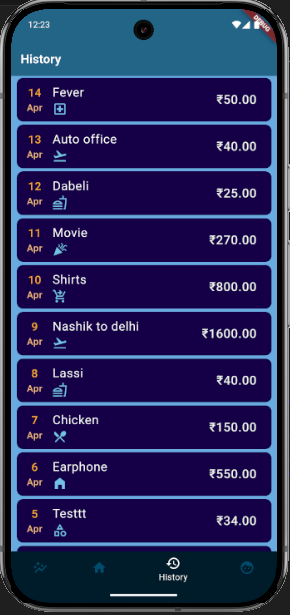 12:23
DEBUG
History
14 Fever
Apr
₹50.00
13 Auto office
Apr
₹40.00
12 Dabeli
Apr
₹25.00
11 Movie
Apr
₹270.00
10 Shirts
Apr
₹800.00
9 Nashik to delhi
Apr
₹1600.00
8 Lassi
Apr
₹40.00
7 Chicken
Apr
₹150.00
6 Earphone
Apr
₹550.00
5 Testtt
Apr
₹34.00
History